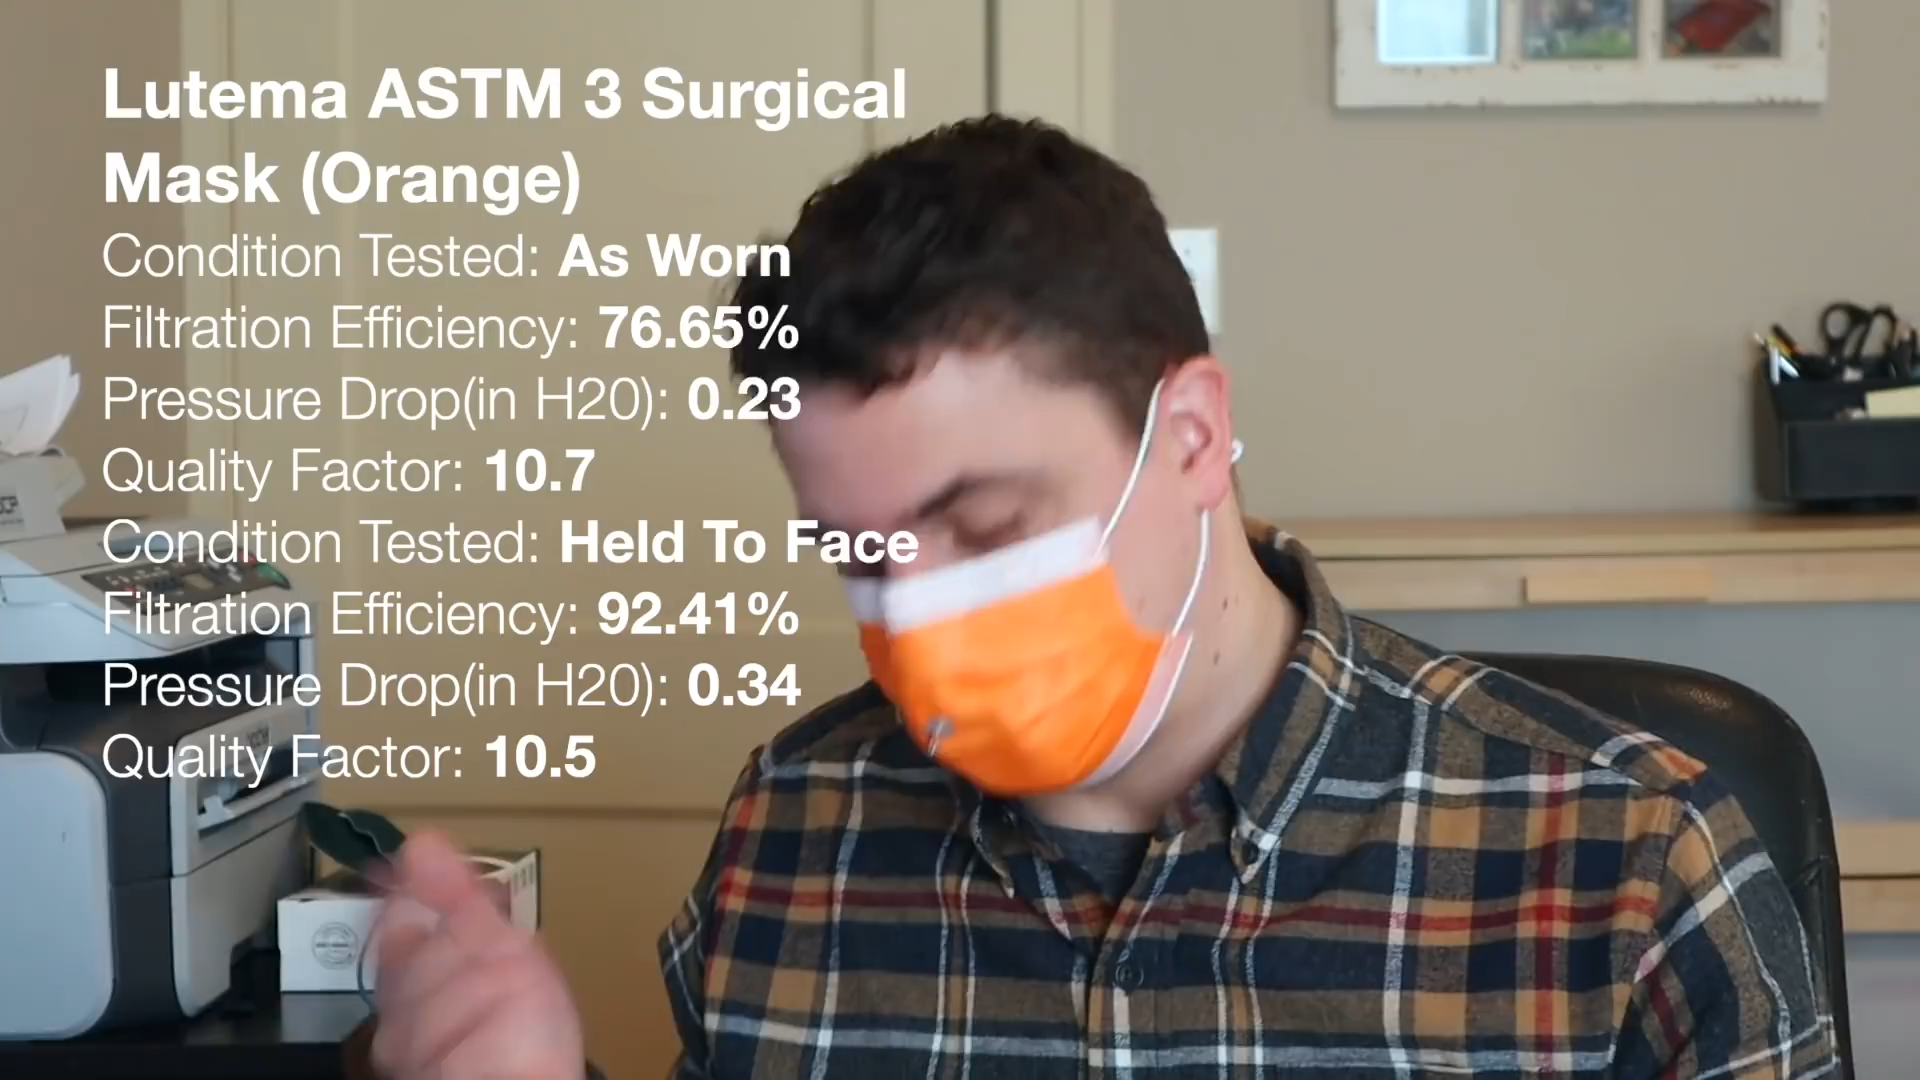 Lutema ASTM 3 Surgical
Mask (Orange)
Condition Tested: As Worn
Filtration Efficiency: 76.65%
Pressure Drop(in H20): 0.23
Quality Factor: 10.7
Condition Tested: Held To Face
Filtration Efficiency: 92.41%
Pressure Drop(in H20): 0.34
Quality Factor: 10.5